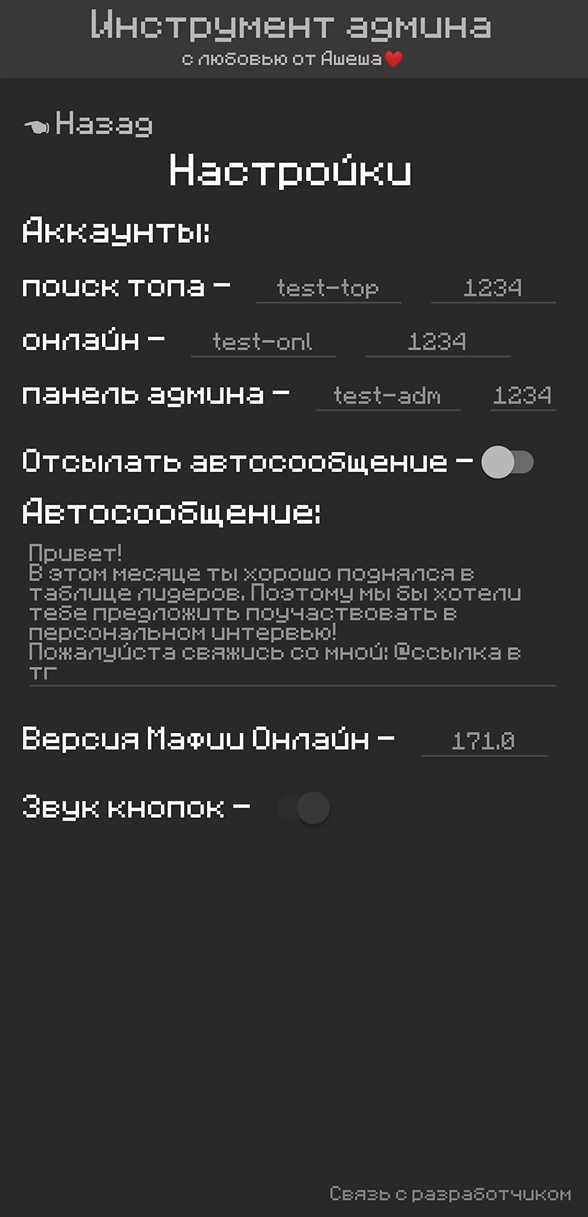 Инструмент админа
с любовью от Ашеша❤️
Назад
Настройки
Аккаунты:
поиск топа – test-top 1234
онлайн – test-onl 1234
панель админа – test-adm 1234
Отсылать автосообщение –
Автосообщение:
Привет!
В этом месяце ты хорошо поднялся в
таблице лидеров. Поэтому мы бы хотели
тебе предложить поучаствовать в
персональном интервью!
Пожалуйста свяжись со мной: @ссылка в
тг
Версия Мафии Онлайн – 171.0
Звук кнопок –
Связь с разработчиком